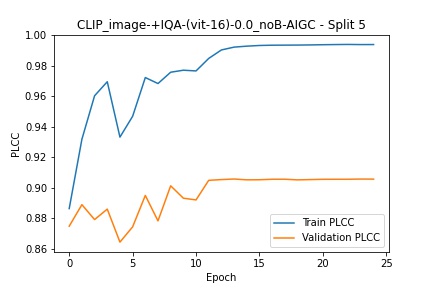 CLIP_image-+IQA-(vit-16)-0.0_noB-AIGC - Split 5
1.00
0.98
0.96
0.94
0.92
0.90
0.88
0.86
PLCC
Train PLCC
Validation PLCC
0
5
10
15
20
25
Epoch